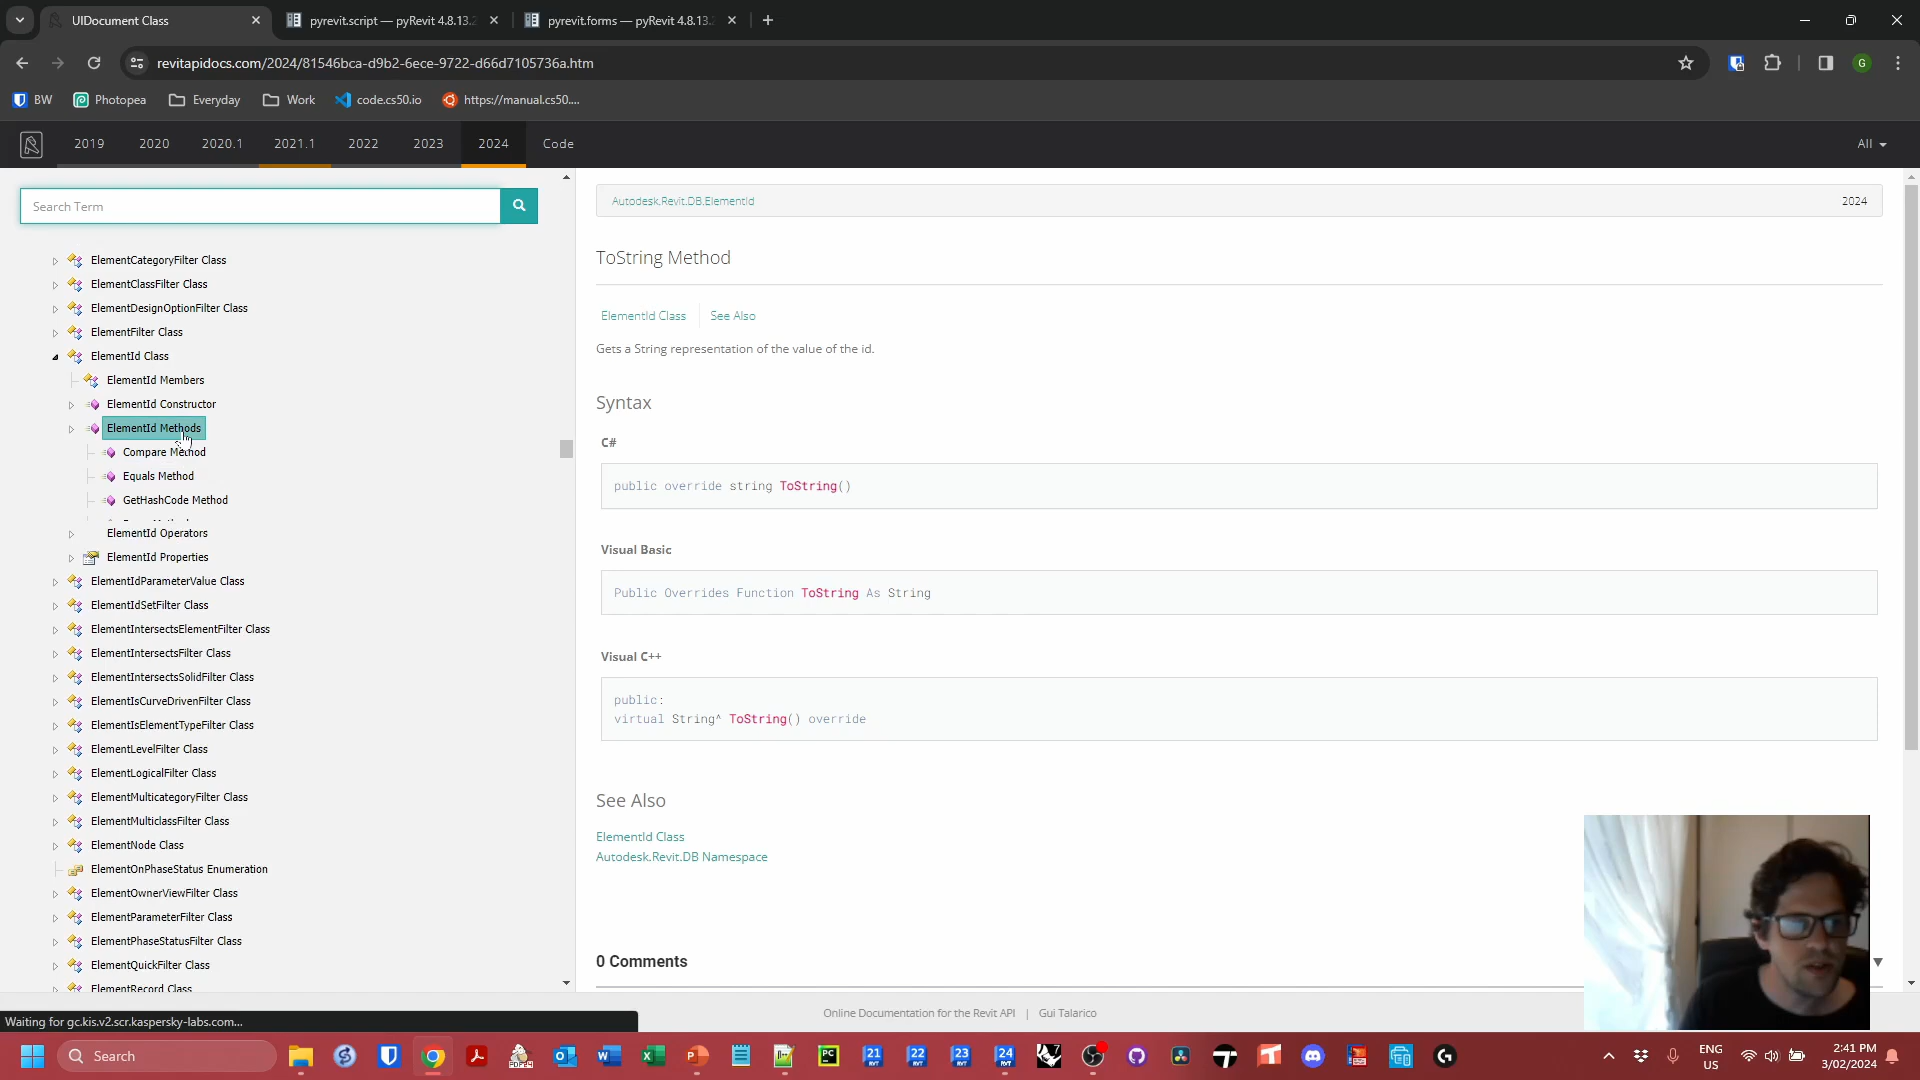 UIDocument Class
pyrevit.script — pyRevit 4.8.13.2
pyrevit.forms — pyRevit 4.8.13.
revitapidocs.com/2024/81546bca-d9b2-6ece-9722-d66d7105736a.htm
G
BW
Photopea
Everyday
Work
code.cs50.io
https://manual.cs50....
2019
2020
2020.1
2021.1
2022
2023
2024
Code
All
Search Term
ElementCategoryFilter Class
ElementClassFilter Class
ElementDesignOptionFilter Class
ElementFilter Class
ElementId Class
ElementId Members
ElementId Constructor
ElementId Methods
Compare Method
Equals Method
GetHashCode Method
ElementId Operators
ElementId Properties
ElementIdParameterValue Class
ElementIdSetFilter Class
ElementIntersectsElementFilter Class
ElementIntersectsFilter Class
ElementIntersectsSolidFilter Class
ElementIsCurveDrivenFilter Class
ElementIsElementTypeFilter Class
ElementLevelFilter Class
ElementLogicalFilter Class
ElementMulticategoryFilter Class
ElementMulticlassFilter Class
ElementNode Class
ElementOnPhaseStatus Enumeration
ElementOwnerViewFilter Class
ElementParameterFilter Class
ElementPhaseStatusFilter Class
ElementQuickFilter Class
ElementRecord Class
Autodesk.Revit.DB.ElementId
2024
ToString Method
ElementId Class
See Also
Gets a String representation of the value of the id.
Syntax
C#
public override string ToString()
Visual Basic
Public Overrides Function ToString As String
Visual C++
public:
virtual String^ ToString() override
See Also
ElementId Class
Autodesk.Revit.DB Namespace
0 Comments
Online Documentation for the Revit API | Gui Talarico
Waiting for gc.kis.v2.scr.kaspersky-labs.com...
Search
PC
21
22
23
24
ENG
US
2:41 PM
3/02/2024